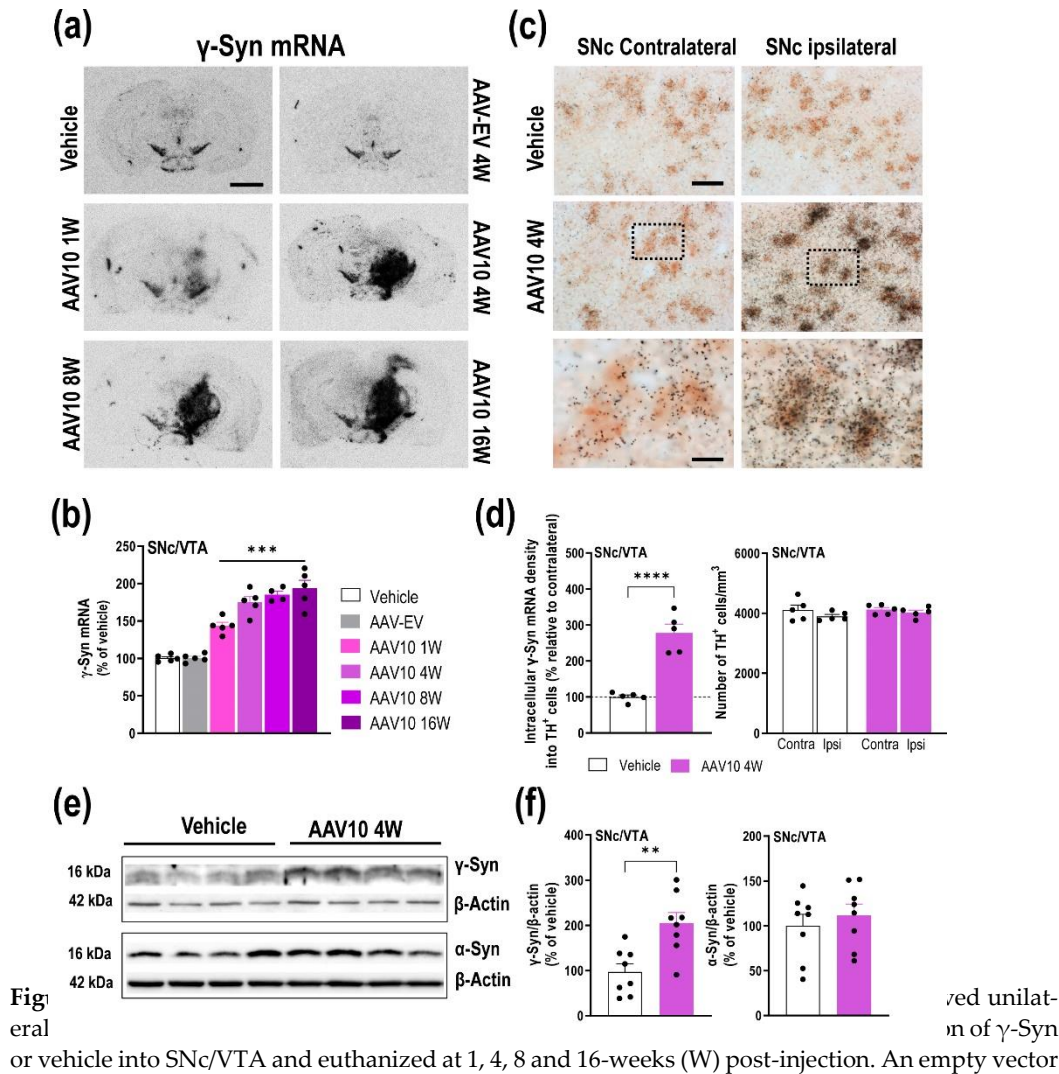 (a)
γ-Syn mRNA
Vehicle
AAV-EV 4W
AAV10 1W
AAV10 4W
AAV10 8W
AAV10 16W
(c)
SNc Contralateral
SNc ipsilateral
Vehicle
AAV10 4W
(b)
SNc/VTA
***
γ-Syn mRNA
(% of vehicle)
250
200
150
100
50
0
Vehicle
AAV-EV
AAV10 1W
AAV10 4W
AAV10 8W
AAV10 16W
(d)
SNc/VTA
****
Intracellular γ-Syn mRNA density
into TH⁺ cells (% relative to contralateral)
500
400
300
200
100
0
Vehicle
AAV10 4W
SNc/VTA
Number of TH⁺ cells/mm³
6000
4000
2000
0
Contra Ipsi Contra Ipsi
(e)
Vehicle
AAV10 4W
16 kDa
γ-Syn
42 kDa
β-Actin
16 kDa
α-Syn
42 kDa
β-Actin
(f)
SNc/VTA
**
γ-Syn/β-actin
(% of vehicle)
400
300
200
100
0
SNc/VTA
α-Syn/β-actin
(% of vehicle)
150
100
50
0
unilat-
of γ-Syn
or vehicle into SNc/VTA and euthanized at 1, 4, 8 and 16-weeks (W) post-injection. An empty vector